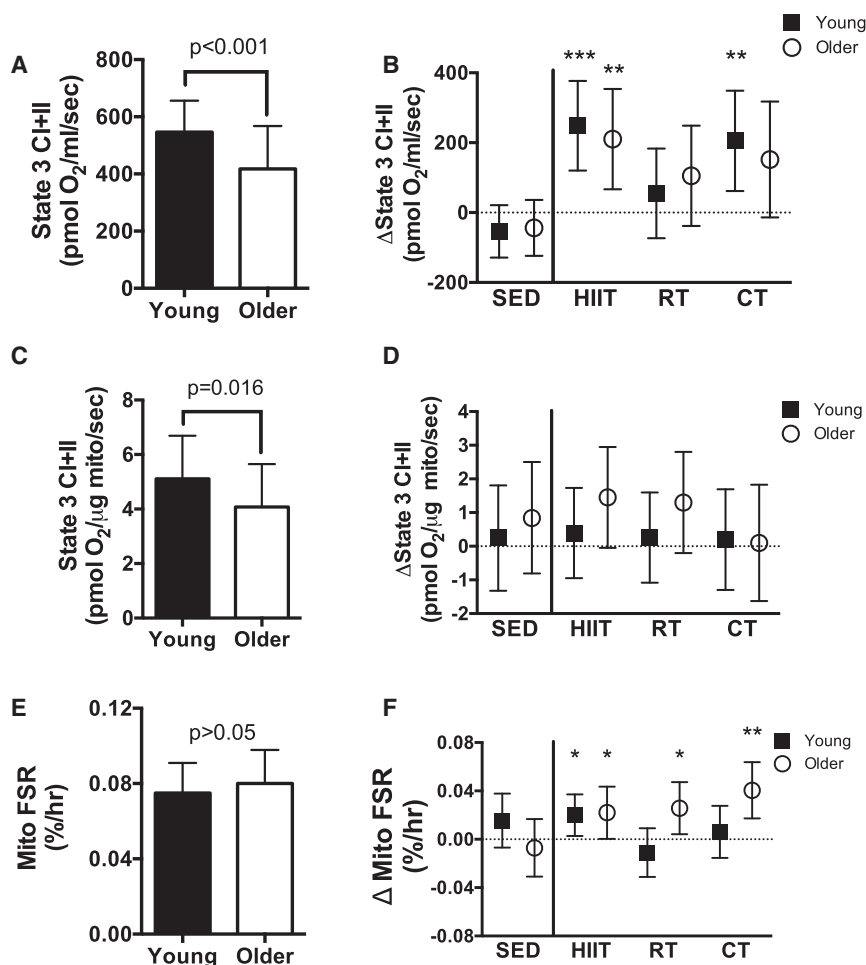 A
p<0.001
State 3 CI+II
(pmol O₂/ml/sec)
800
600
400
200
0
Young Older
B
Young
Older
*** ** **
ΔState 3 CI+II
(pmol O₂/ml/sec)
400
200
0
-200
SED HIIT RT CT
C
p=0.016
State 3 CI+II
(pmol O₂/μg mito/sec)
8
6
4
2
0
Young Older
D
Young
Older
ΔState 3 CI+II
(pmol O₂/μg mito/sec)
4
3
2
1
0
-1
-2
SED HIIT RT CT
E
p>0.05
Mito FSR
(%/hr)
0.12
0.08
0.04
0.00
Young Older
F
Young
Older
* * * **
Δ Mito FSR
(%/hr)
0.08
0.04
0.00
-0.04
-0.08
SED HIIT RT CT